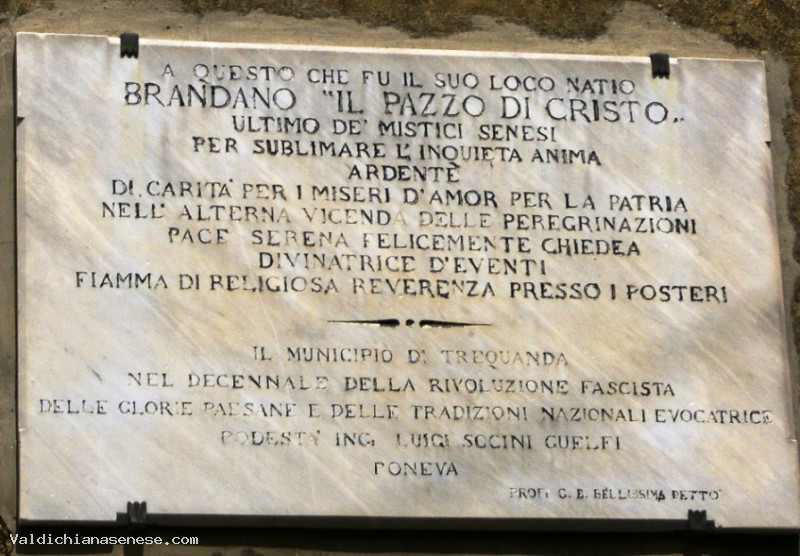 A QUESTO CHE FU IL SUO LOCO NATIO
BRANDANO "IL PAZZO DI CRISTO„
ULTIMO DE' MISTICI SENESI
PER SUBLIMARE L'INQUIETA ANIMA
ARDENTE
DI CARITA' PER I MISERI D'AMOR PER LA PATRIA
NELL' ALTERNA VICENDA DELLE PEREGRINAZIONI
PACE SERENA FELICEMENTE CHIEDEA
DIVINATRICE D'EVENTI
FIAMMA DI RELIGIOSA REVERENZA PRESSO I POSTERI
IL MUNICIPIO DI TREQUANDA
NEL DECENNALE DELLA RIVOLUZIONE FASCISTA
DELLE GLORIE PAESANE E DELLE TRADIZIONI NAZIONALI EVOCATRICE
PODESTA' ING: LUIGI SOCINI GUELFI
PONEVA
PROF: G. E. BELLISSIMA DETTO'
Valdichianasenese.com